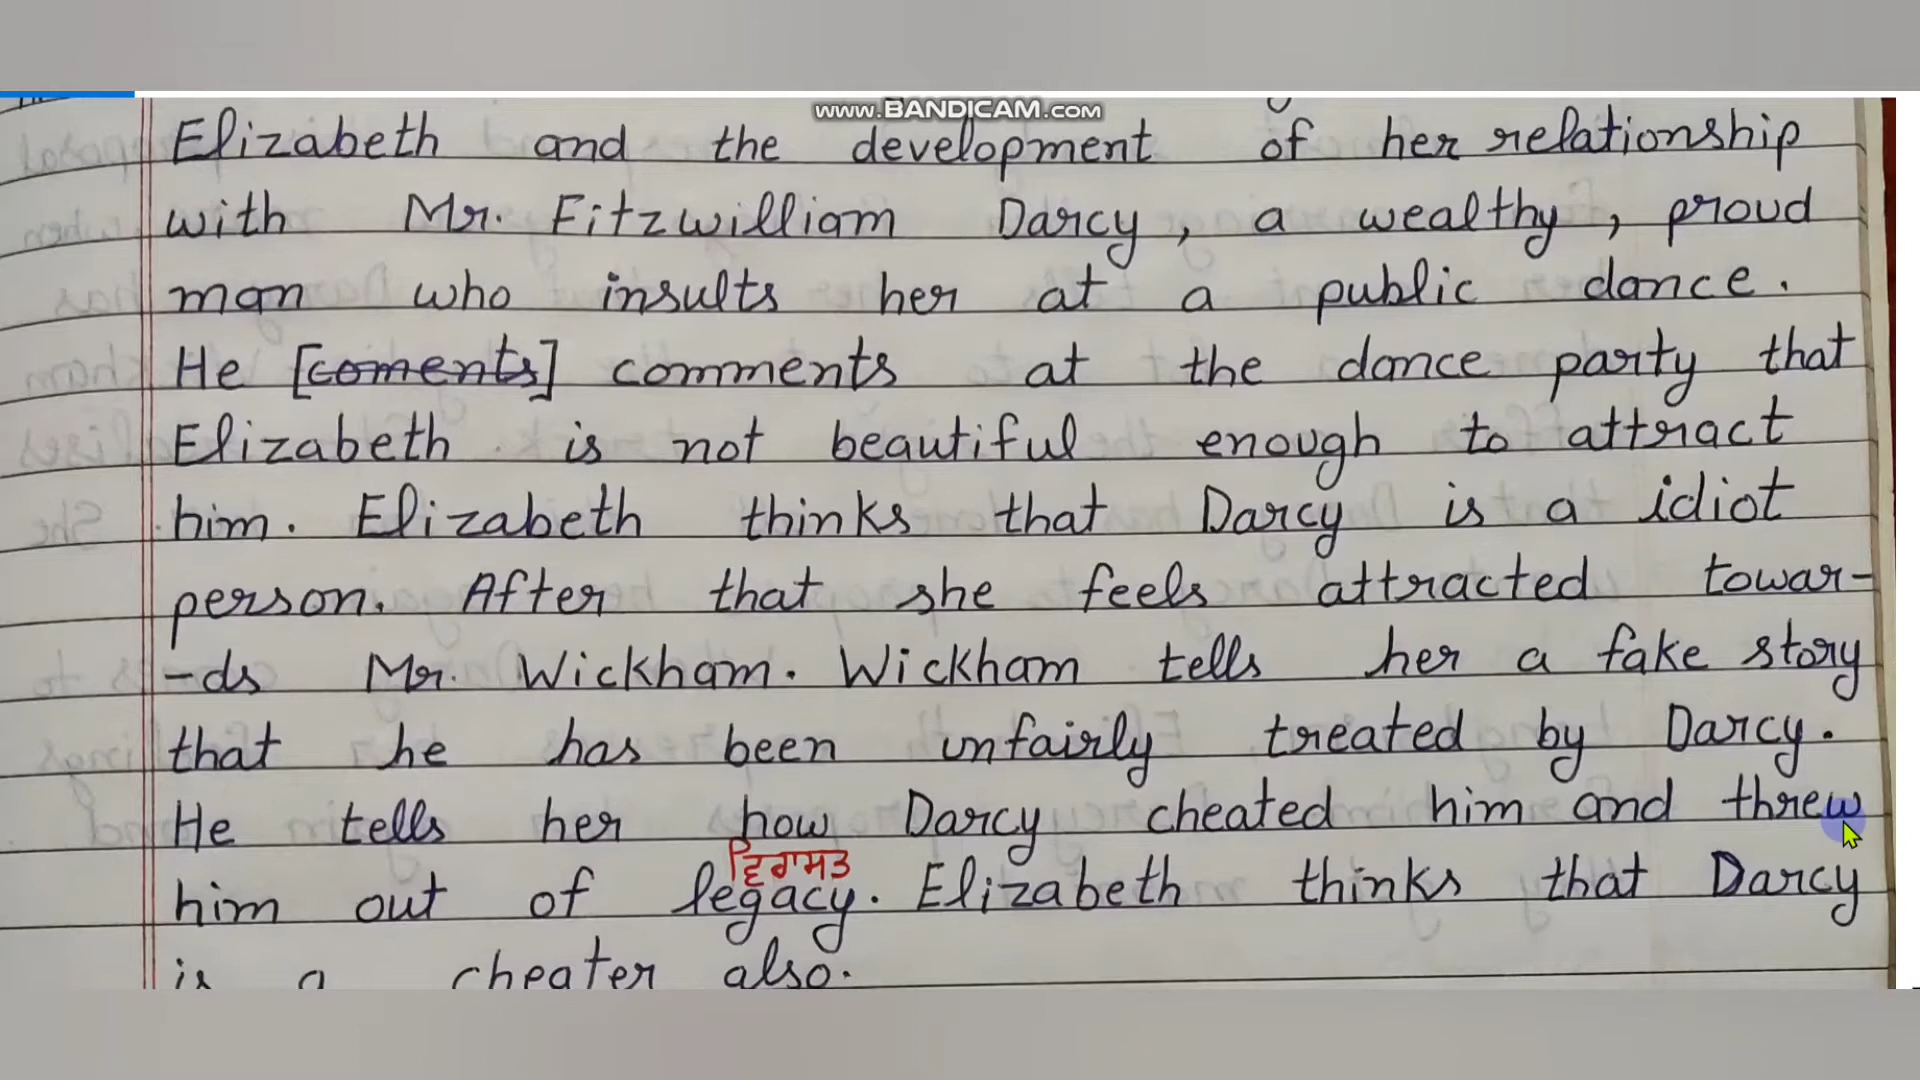 www.BANDICAM.com
Elizabeth and the development of her relationship
with Mr. Fitzwilliam Darcy, a wealthy, proud
man who insults her at a public dance.
He [coments] comments at the dance party that
Elizabeth is not beautiful enough to attract
him. Elizabeth thinks that Darcy is a idiot
person. After that she feels attracted towar-
-ds Mr. Wickham. Wickham tells her a fake story
that he has been unfairly treated by Darcy.
He tells her how Darcy cheated him and threw
ਵਿਰਾਸਤ
him out of legacy. Elizabeth thinks that Darcy
is a cheater also.